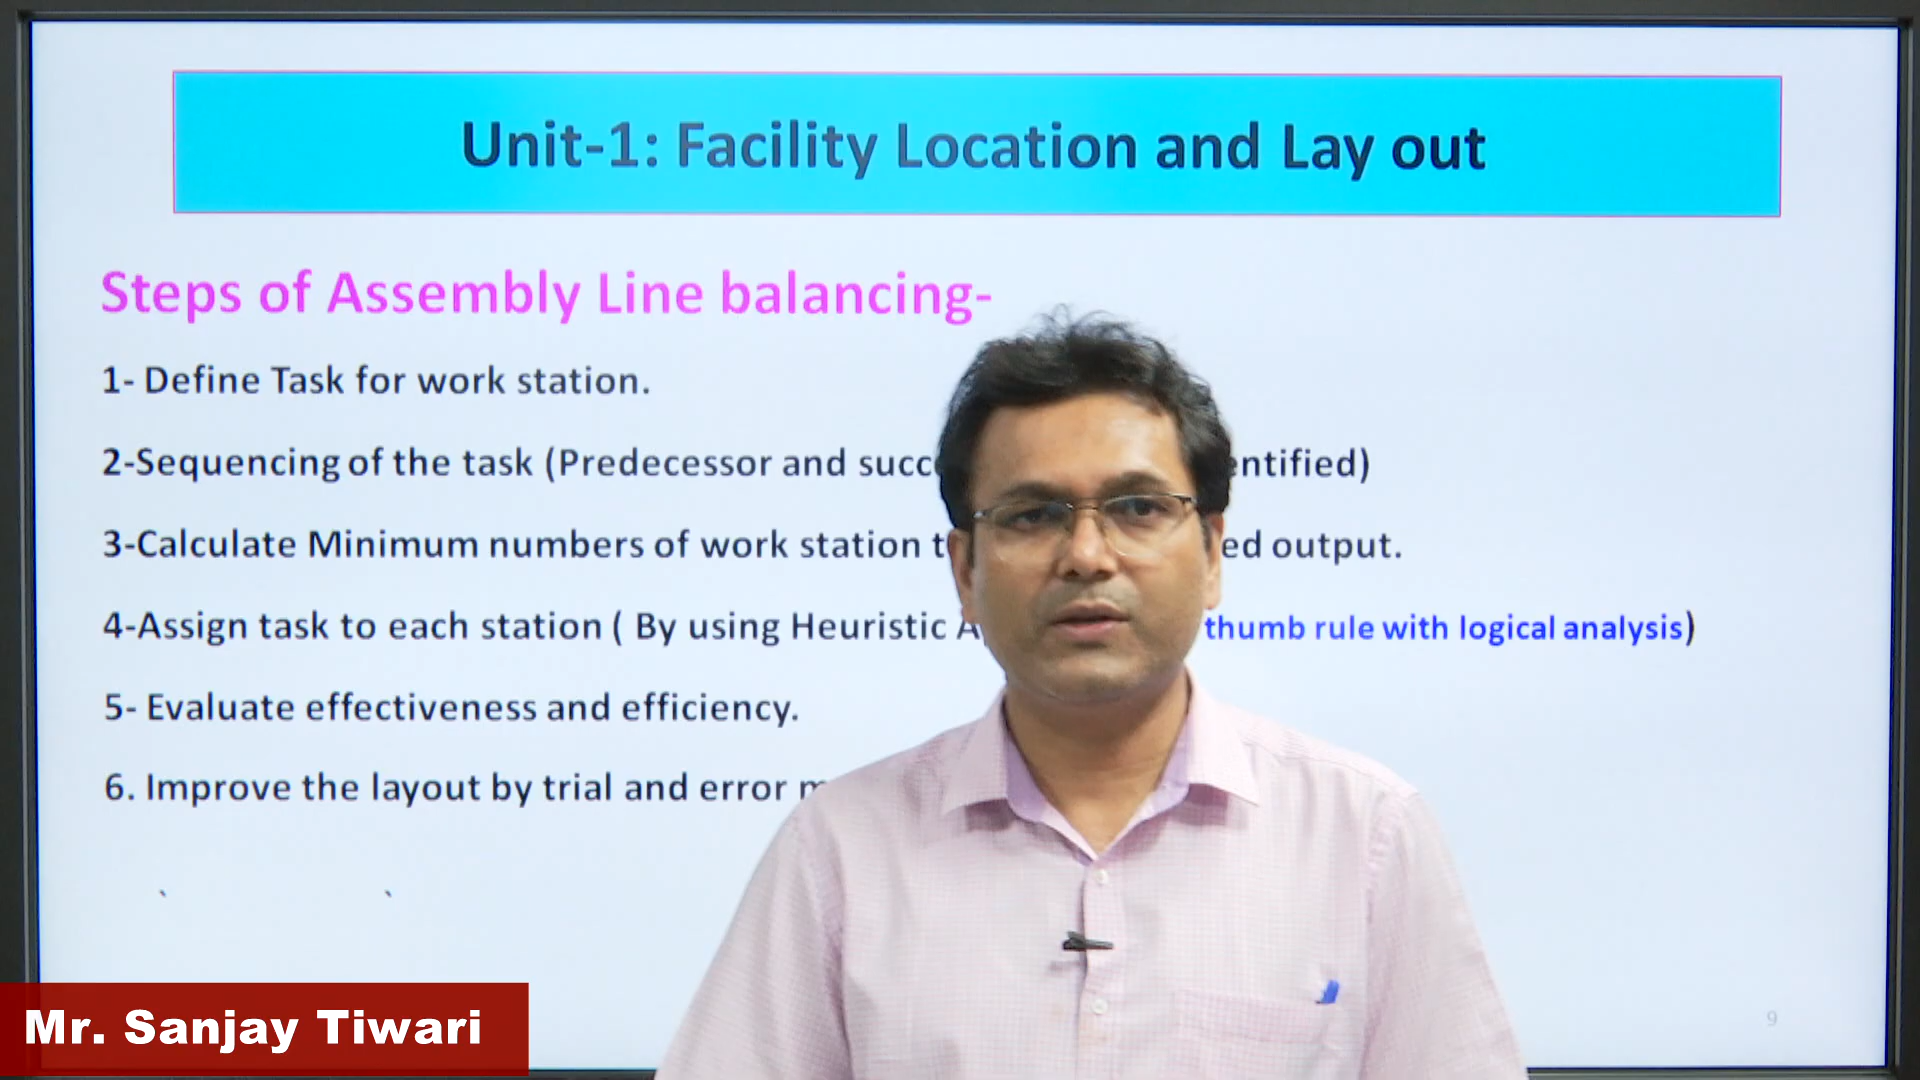 Unit-1: Facility Location and Lay out
Steps of Assembly Line balancing-
1- Define Task for work station.
2-Sequencing of the task (Predecessor and
3-Calculate Minimum numbers of work station output.
4-Assign task to each station ( By using Heuristic thumb rule with logical analysis)
5- Evaluate effectiveness and efficiency.
6. Improve the layout by trial and error
Mr. Sanjay Tiwari
9